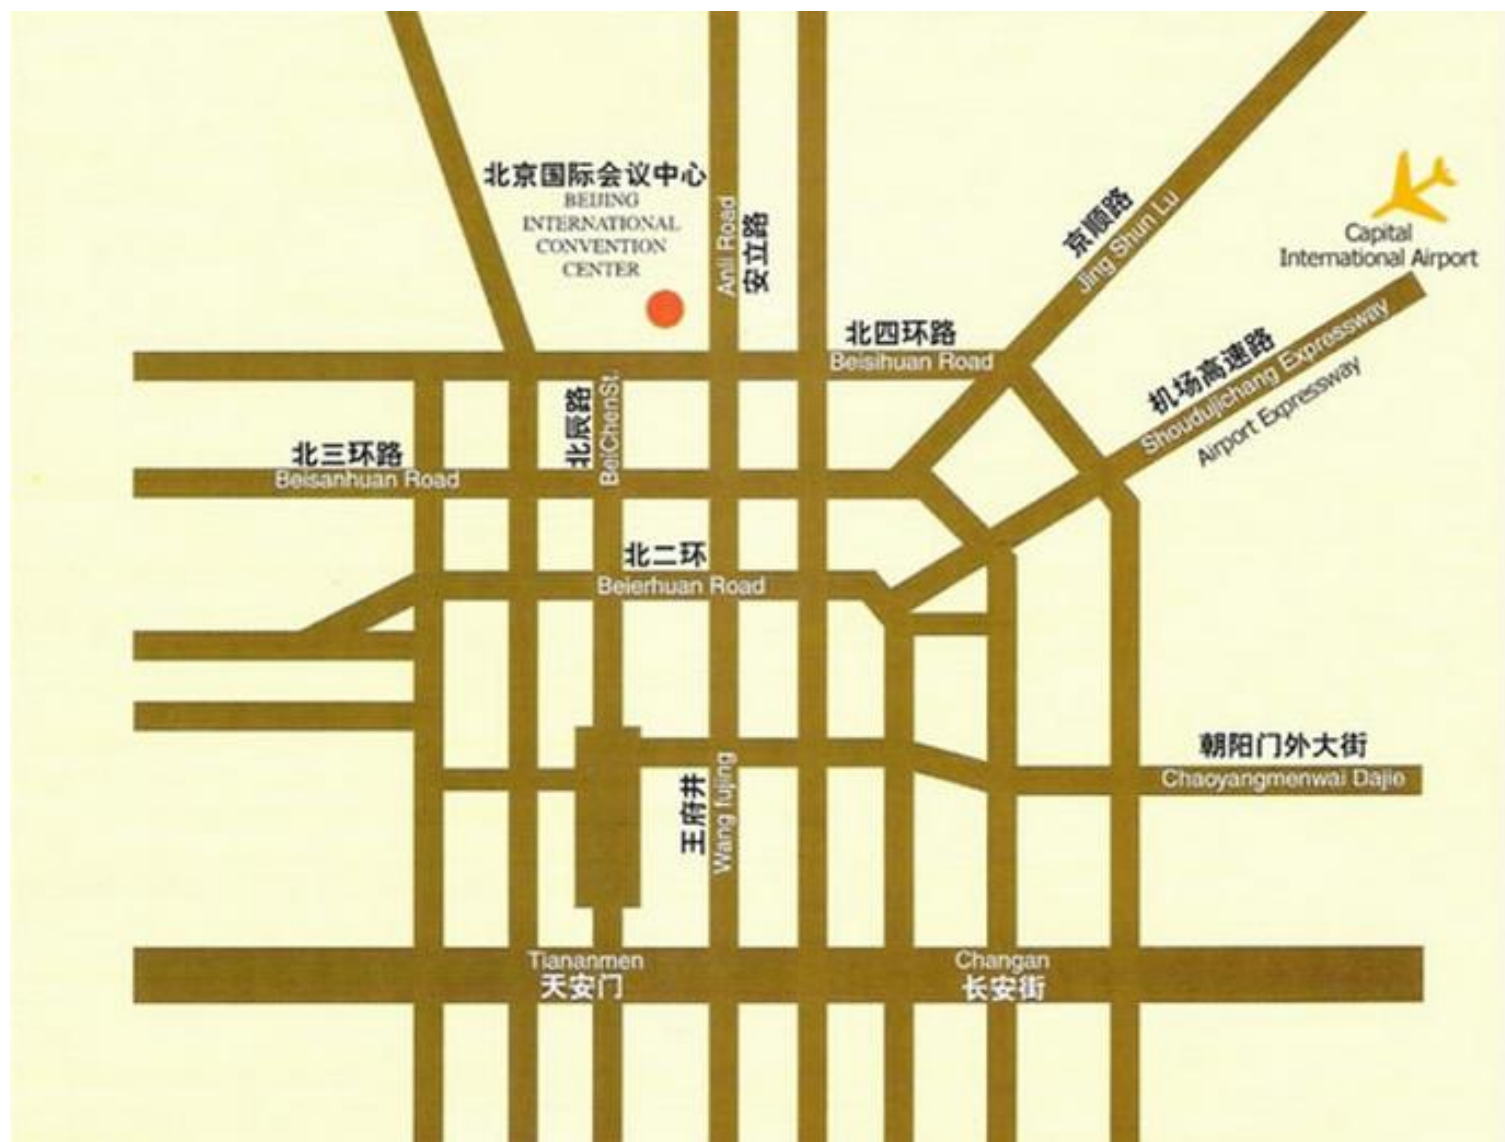 北京国际会议中心
BEIJING
INTERNATIONAL
CONVENTION
CENTER
Anli Road
安立路
京顺路
Jing Shun Lu
Capital
International Airport
北四环路
Beisihuan Road
机场高速路
Shoudujichang Expressway
Airport Expressway
北辰路
BeiChenSt.
北三环路
Beisanhuan Road
北二环
Beierhuan Road
朝阳门外大街
Chaoyangmenwai Dajie
王府井
Wang fujing
Tiananmen
天安门
Changan
长安街